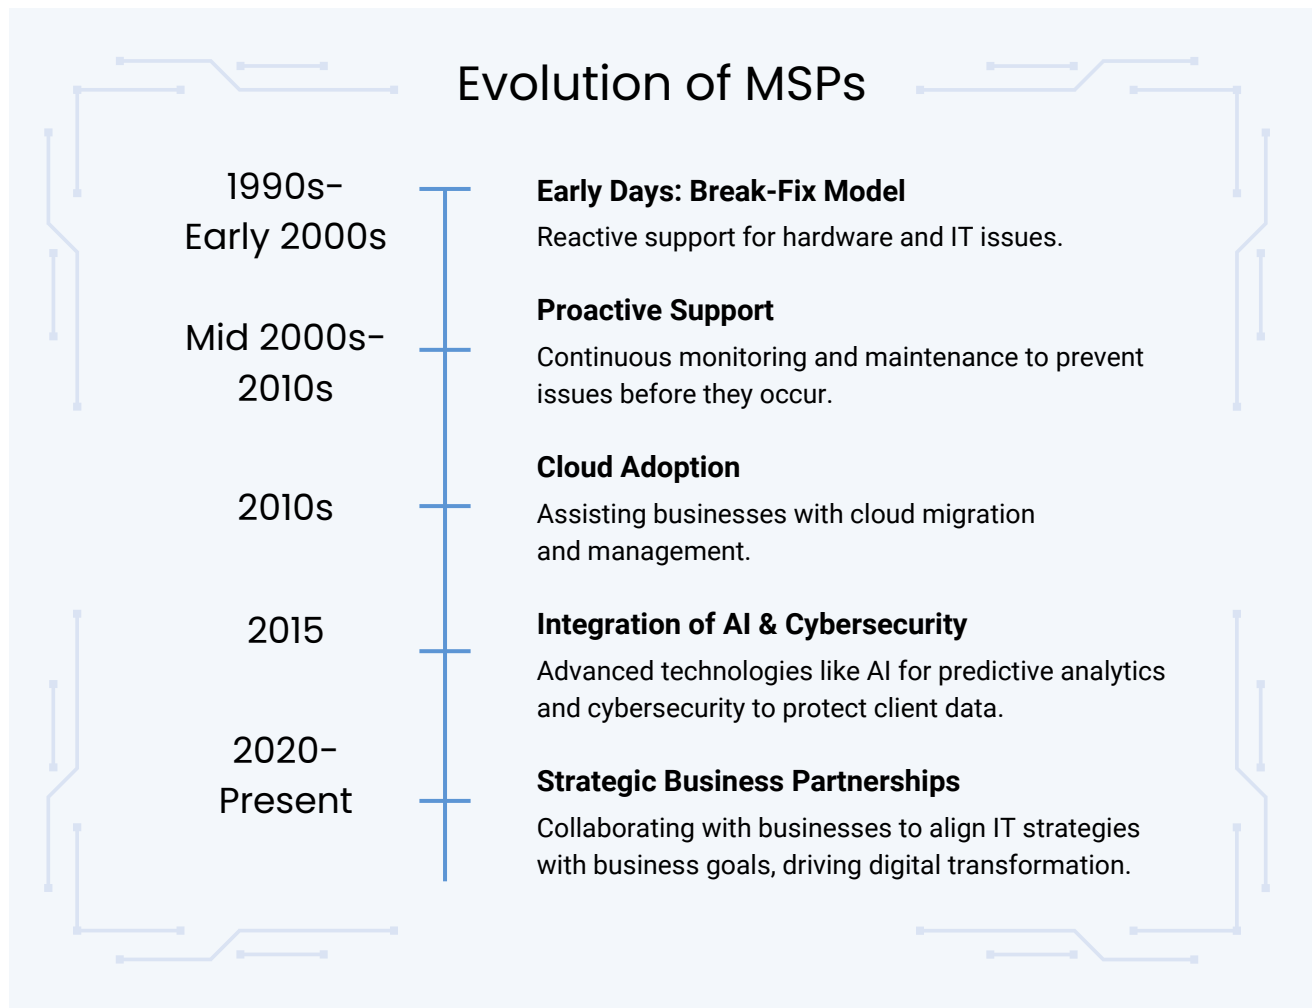 Evolution of MSPs
1990s-
Early 2000s
Early Days: Break-Fix Model
Reactive support for hardware and IT issues.
Mid 2000s-
2010s
Proactive Support
Continuous monitoring and maintenance to prevent
issues before they occur.
2010s
Cloud Adoption
Assisting businesses with cloud migration
and management.
2015
Integration of AI & Cybersecurity
Advanced technologies like AI for predictive analytics
and cybersecurity to protect client data.
2020-
Present
Strategic Business Partnerships
Collaborating with businesses to align IT strategies
with business goals, driving digital transformation.